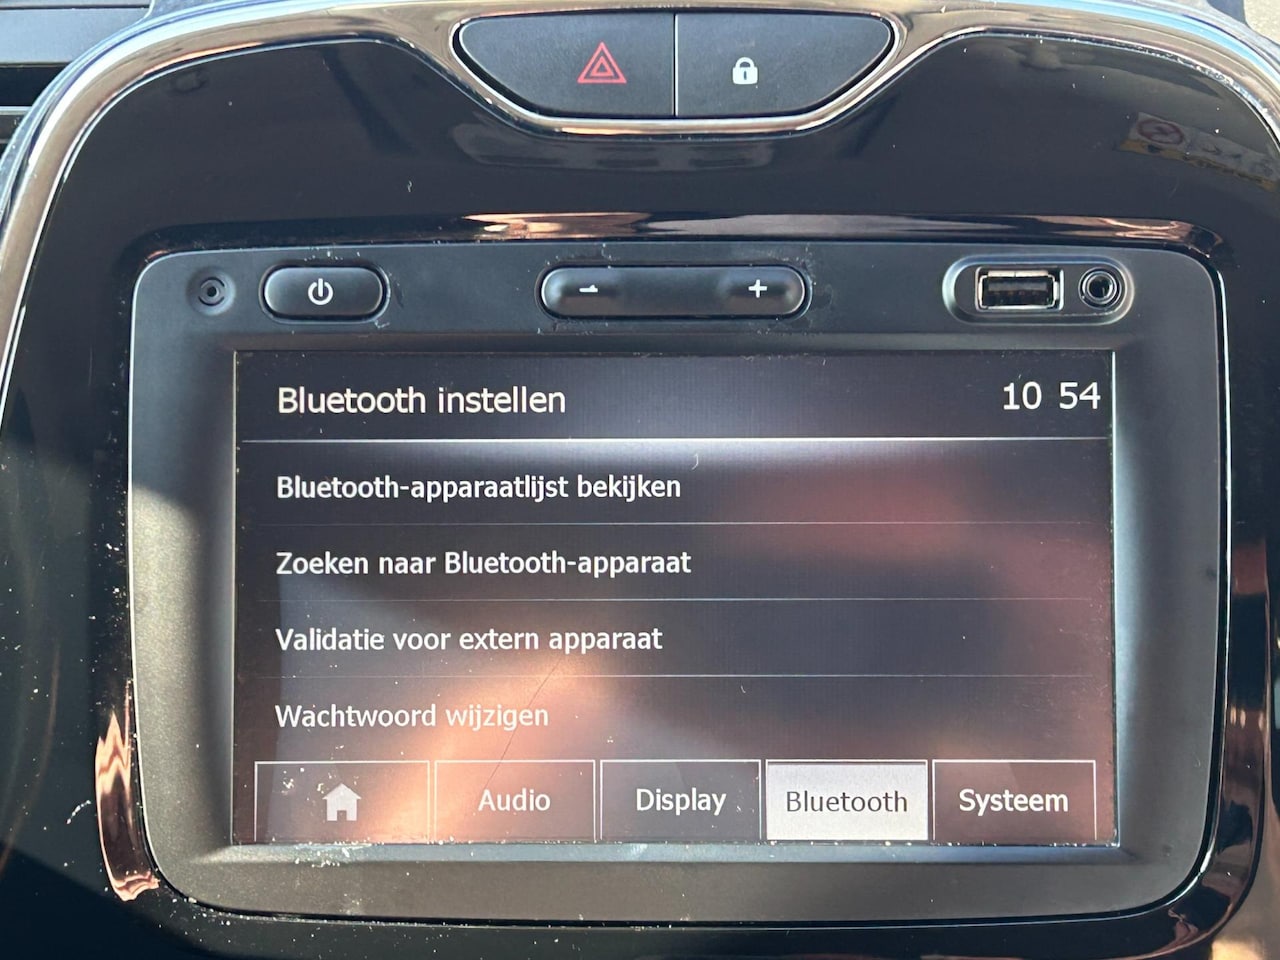 Bluetooth instellen 10 54
Bluetooth-apparaatlijst bekijken
Zoeken naar Bluetooth-apparaat
Validatie voor extern apparaat
Wachtwoord wijzigen
Audio Display Bluetooth Systeem